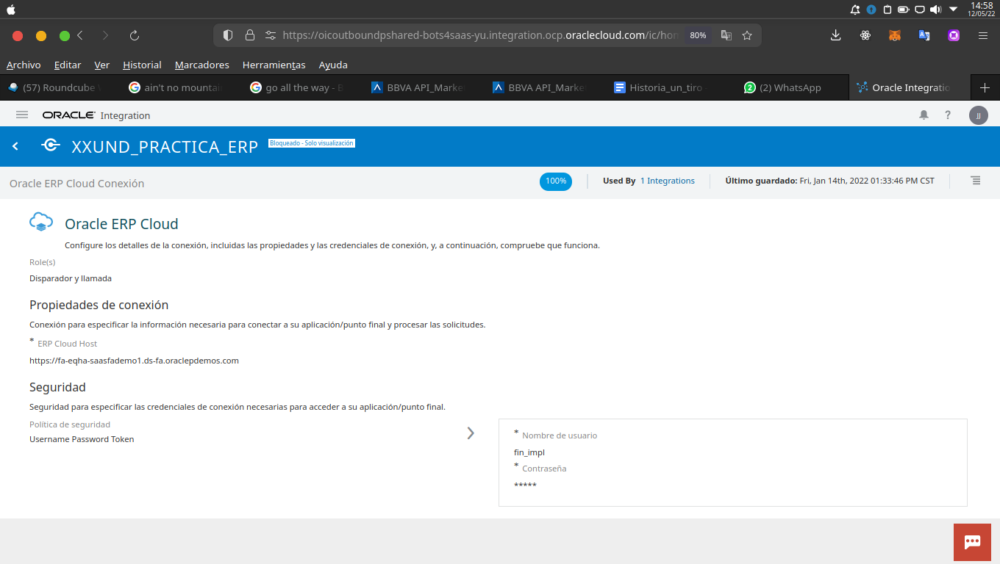 14:58
12/05/22
https://oicoutboundpshared-bots4saas-yu.integration.ocp.oraclecloud.com/ic/hom
80%
Archivo Editar Ver Historial Marcadores Herramientas Ayuda
(57) Roundcube
ain't no mountai
go all the way - B
BBVA API_Marke
BBVA API_Marke
Historia_un_tiro -
(2) WhatsApp
Oracle Integratio
ORACLE Integration
JJ
XXUND_PRACTICA_ERP Bloqueado - Solo visualización
Oracle ERP Cloud Conexión
100%
Used By 1 Integrations
Último guardado: Fri, Jan 14th, 2022 01:33:46 PM CST
Oracle ERP Cloud
Configure los detalles de la conexión, incluidas las propiedades y las credenciales de conexión, y, a continuación, compruebe que funciona.
Role(s)
Disparador y llamada
Propiedades de conexión
Conexión para especificar la información necesaria para conectar a su aplicación/punto final y procesar las solicitudes.
* ERP Cloud Host
https://fa-eqha-saasfademo1.ds-fa.oraclepdemos.com
Seguridad
Seguridad para especificar las credenciales de conexión necesarias para acceder a su aplicación/punto final.
Política de seguridad
Username Password Token
* Nombre de usuario
fin_impl
* Contraseña
*****